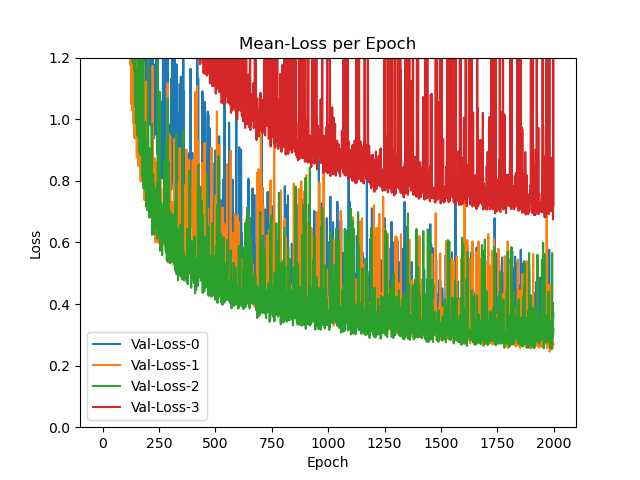 Mean-Loss per Epoch
1.2
1.0
0.8
0.6
0.4
0.2
0.0
Loss
Val-Loss-0
Val-Loss-1
Val-Loss-2
Val-Loss-3
0 250 500 750 1000 1250 1500 1750 2000
Epoch